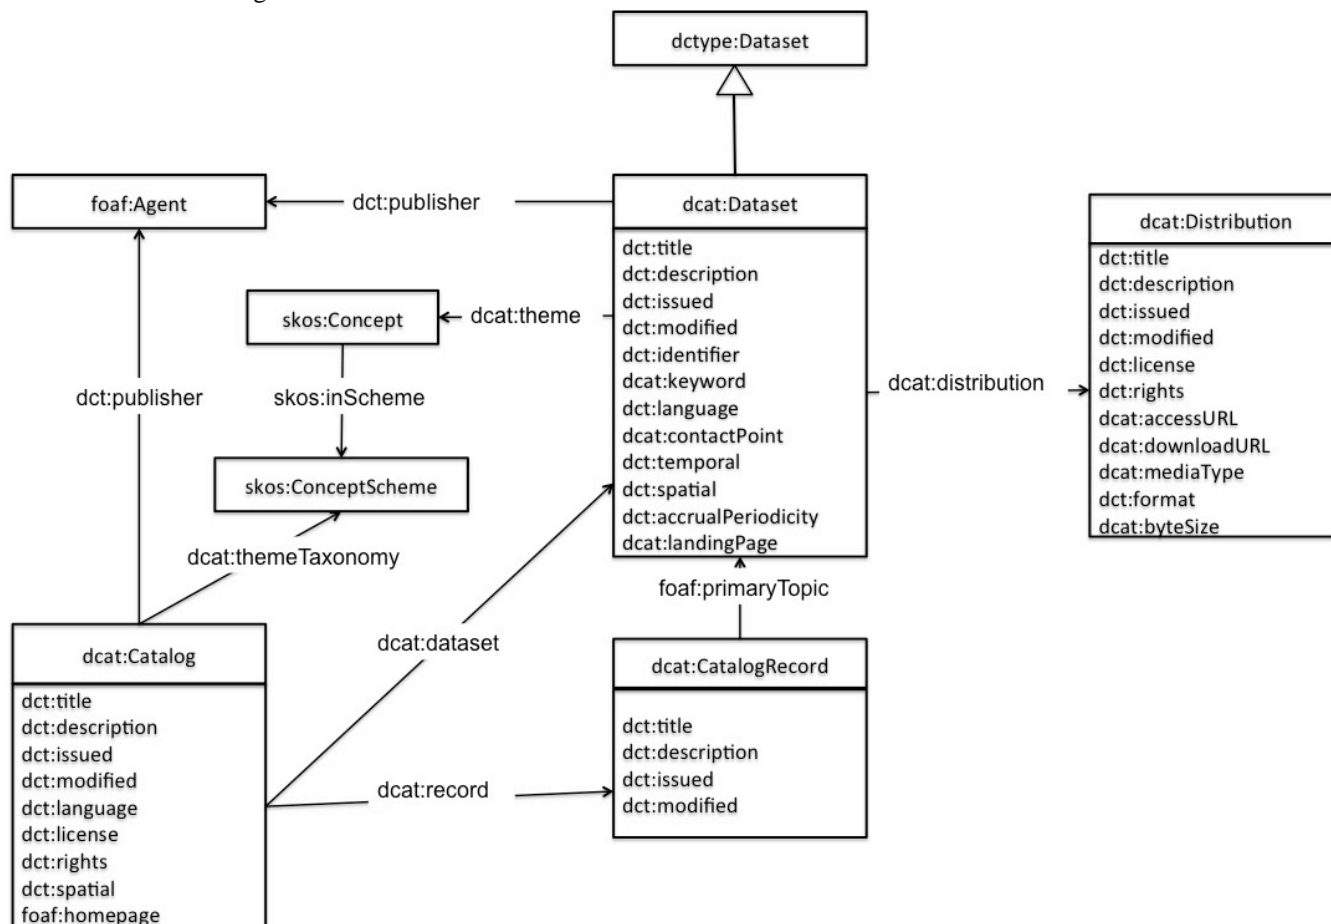 dctype:Dataset
foaf:Agent
dct:publisher
dcat:Dataset
dct:title
dct:description
dct:issued
dct:modified
dct:identifier
dcat:keyword
dct:language
dcat:contactPoint
dct:temporal
dct:spatial
dct:accrualPeriodicity
dcat:landingPage
dcat:Distribution
dct:title
dct:description
dct:issued
dct:modified
dct:license
dct:rights
dcat:accessURL
dcat:downloadURL
dcat:mediaType
dct:format
dcat:byteSize
skos:Concept
dcat:theme
dcat:distribution
dct:publisher
skos:inScheme
skos:ConceptScheme
dcat:themeTaxonomy
foaf:primaryTopic
dcat:dataset
dcat:Catalog
dct:title
dct:description
dct:issued
dct:modified
dct:language
dct:license
dct:rights
dct:spatial
foaf:homepage
dcat:record
dcat:CatalogRecord
dct:title
dct:description
dct:issued
dct:modified